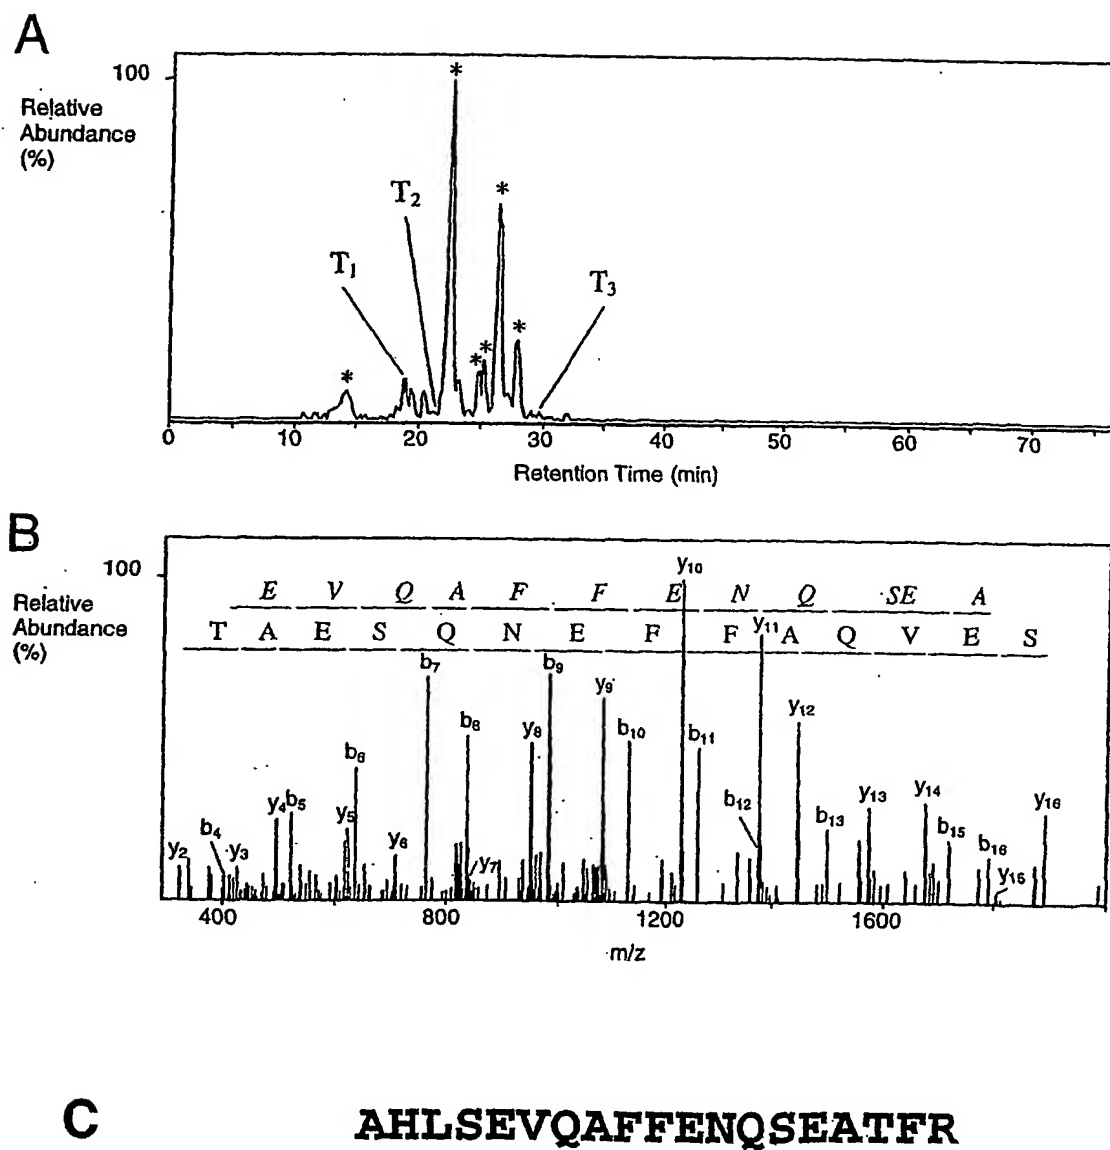 A
100
Relative
Abundance
(%)
*
*
T2
T1
T3
*
*
*
*
0 10 20 30 40 50 60 70
Retention Time (min)
B
100
Relative
Abundance
(%)
y10
E V Q A F F E N Q SE A
T A E S Q N E F F A Q V E S
y11
b7 b9
y9
b8 y8 b10 b11 y12
b6
y4 b5 y5 b12 b13 y13 y14 b15 y16
y2 b4 y3 y6 y7 b16 y15
400 800 1200 1600
m/z
C AHLSEVQAFFENQSEATFR